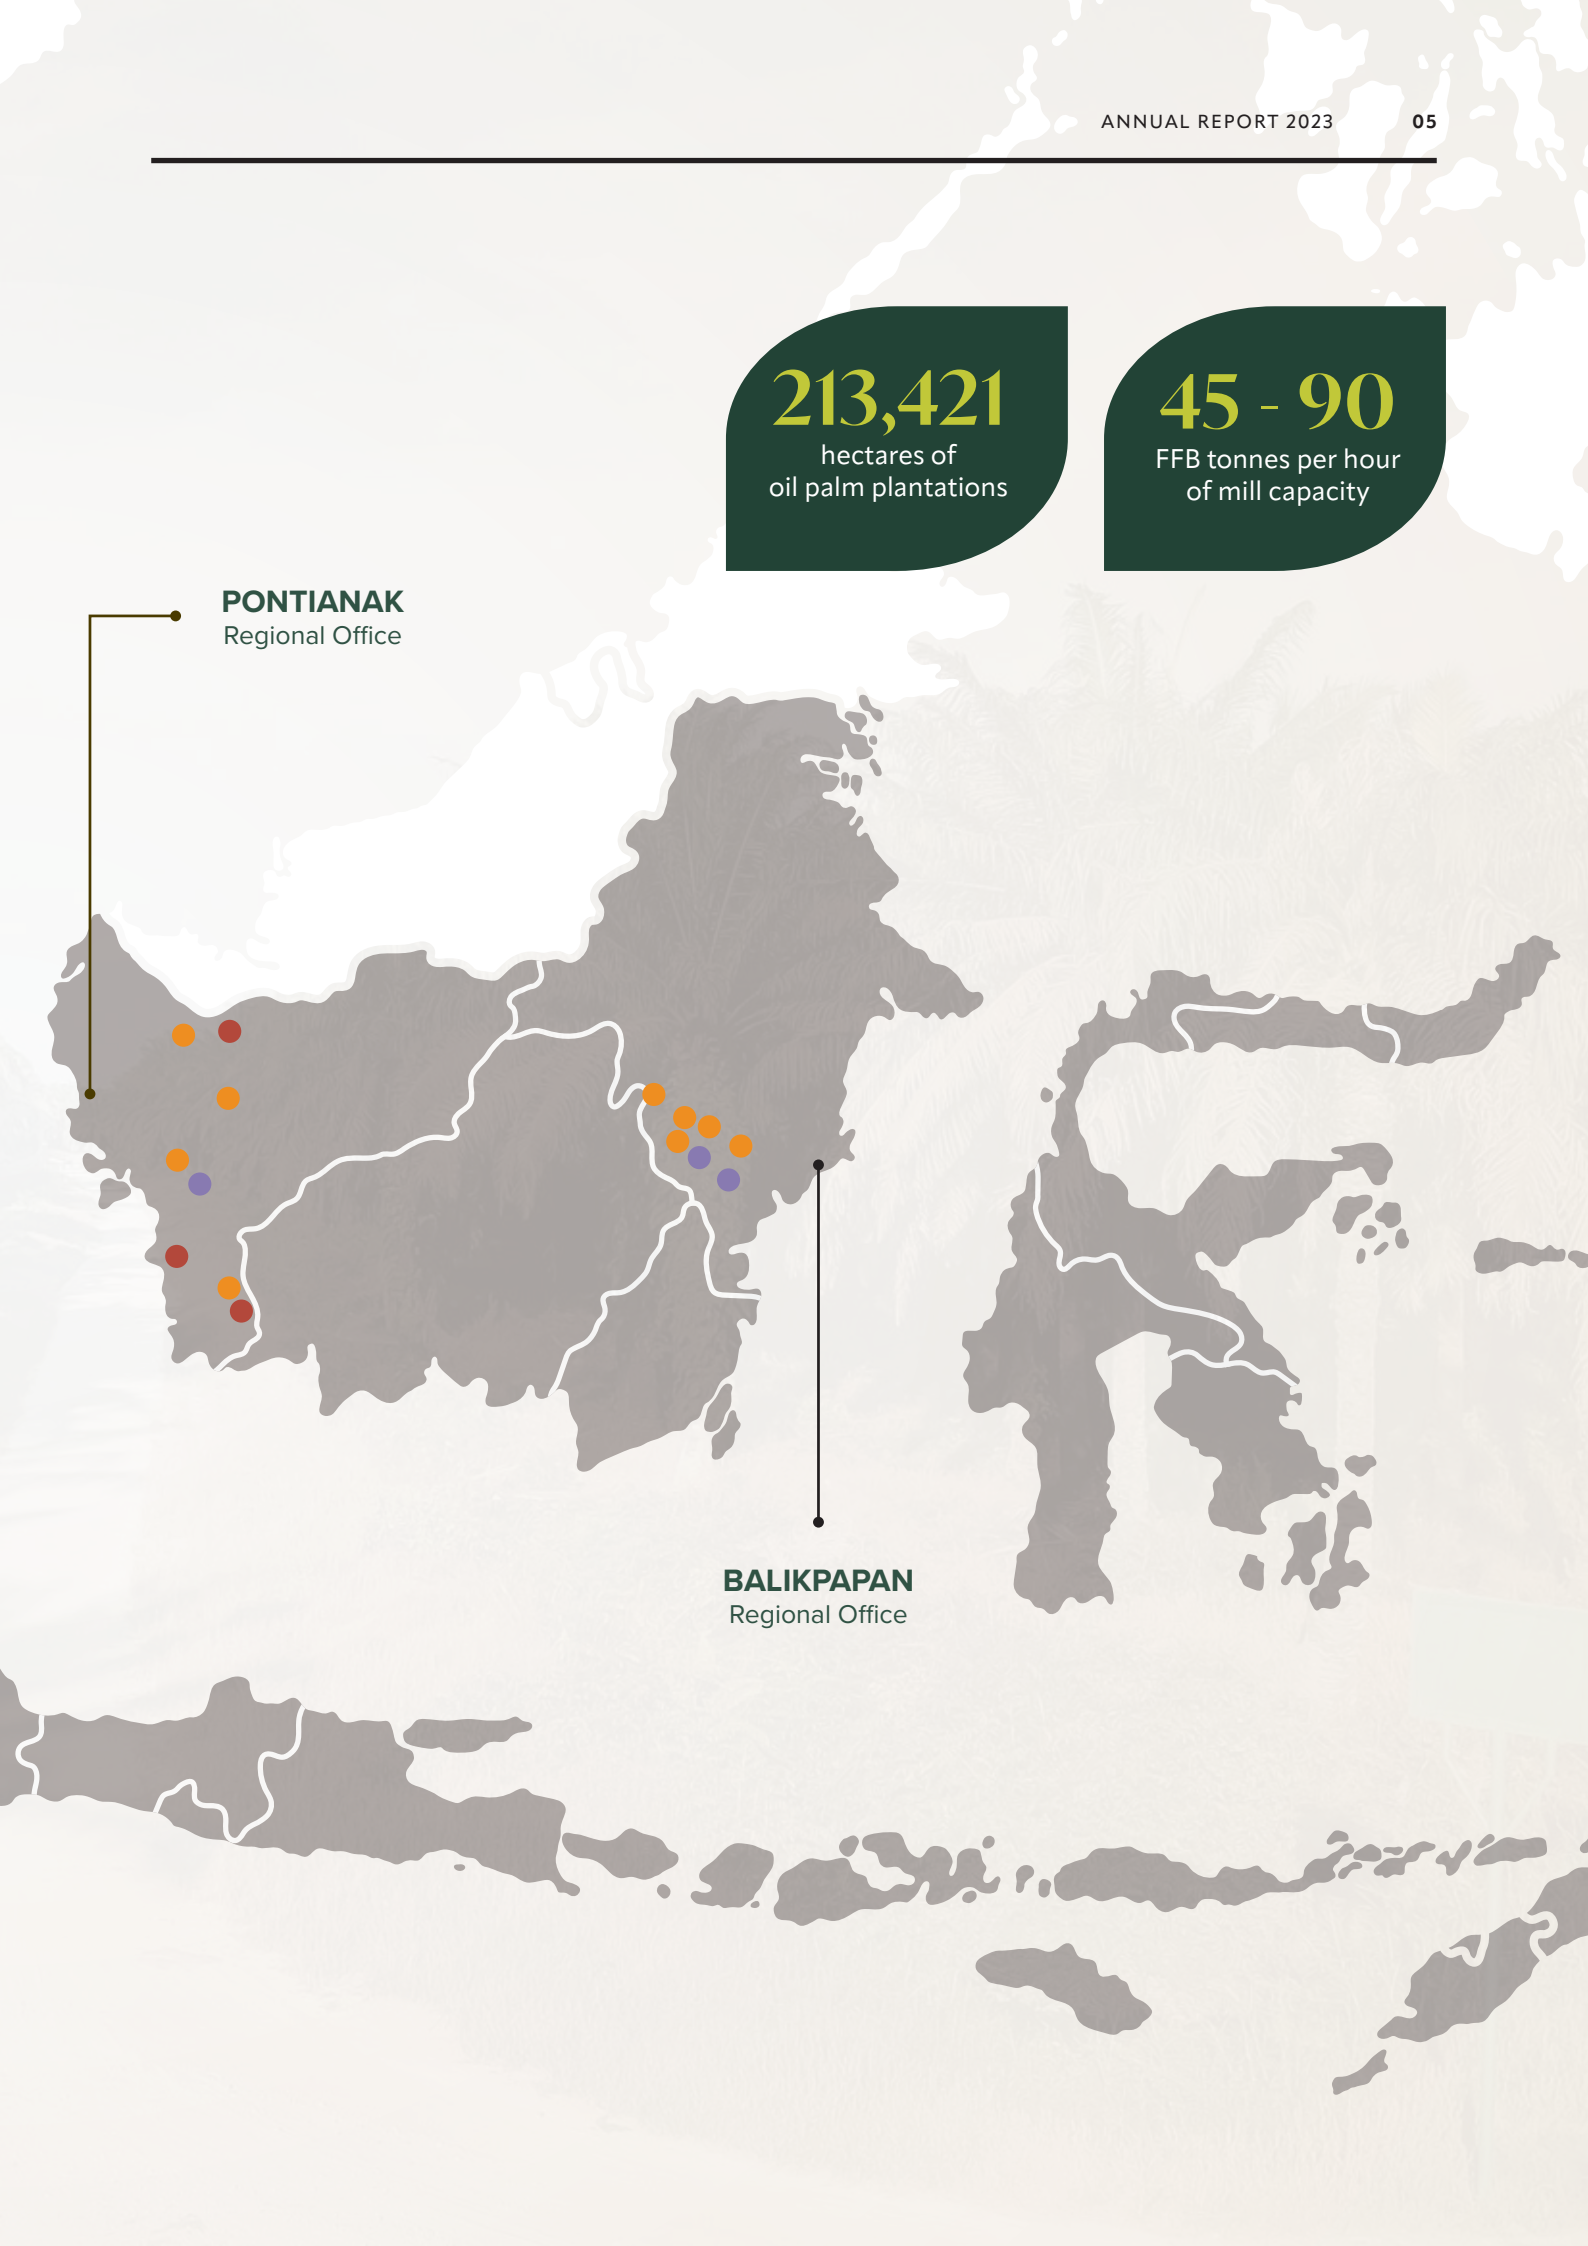 ANNUAL REPORT 2023 05
213,421
hectares of
oil palm plantations
45 - 90
FFB tonnes per hour
of mill capacity
PONTIANAK
Regional Office
BALIKPAPAN
Regional Office